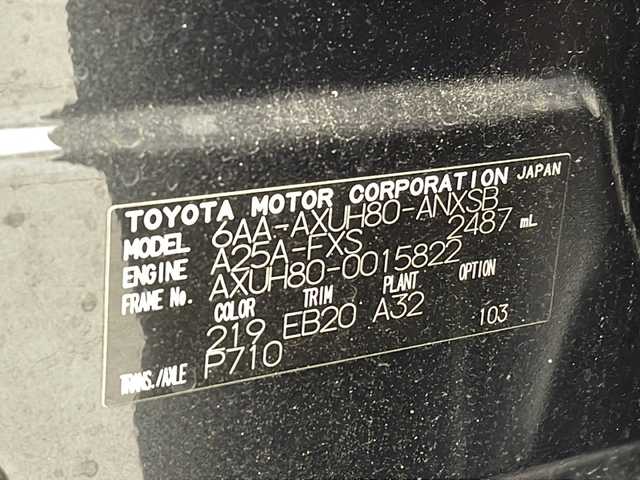 TOYOTA MOTOR CORPORATION JAPAN
MODEL 6AA-AXUH80-ANXSB
ENGINE A25A-FXS 2487 mL
FRAME No. AXUH80-0015822
COLOR TRIM PLANT OPTION
219 EB20 A32
TRANS./AXLE P710 103